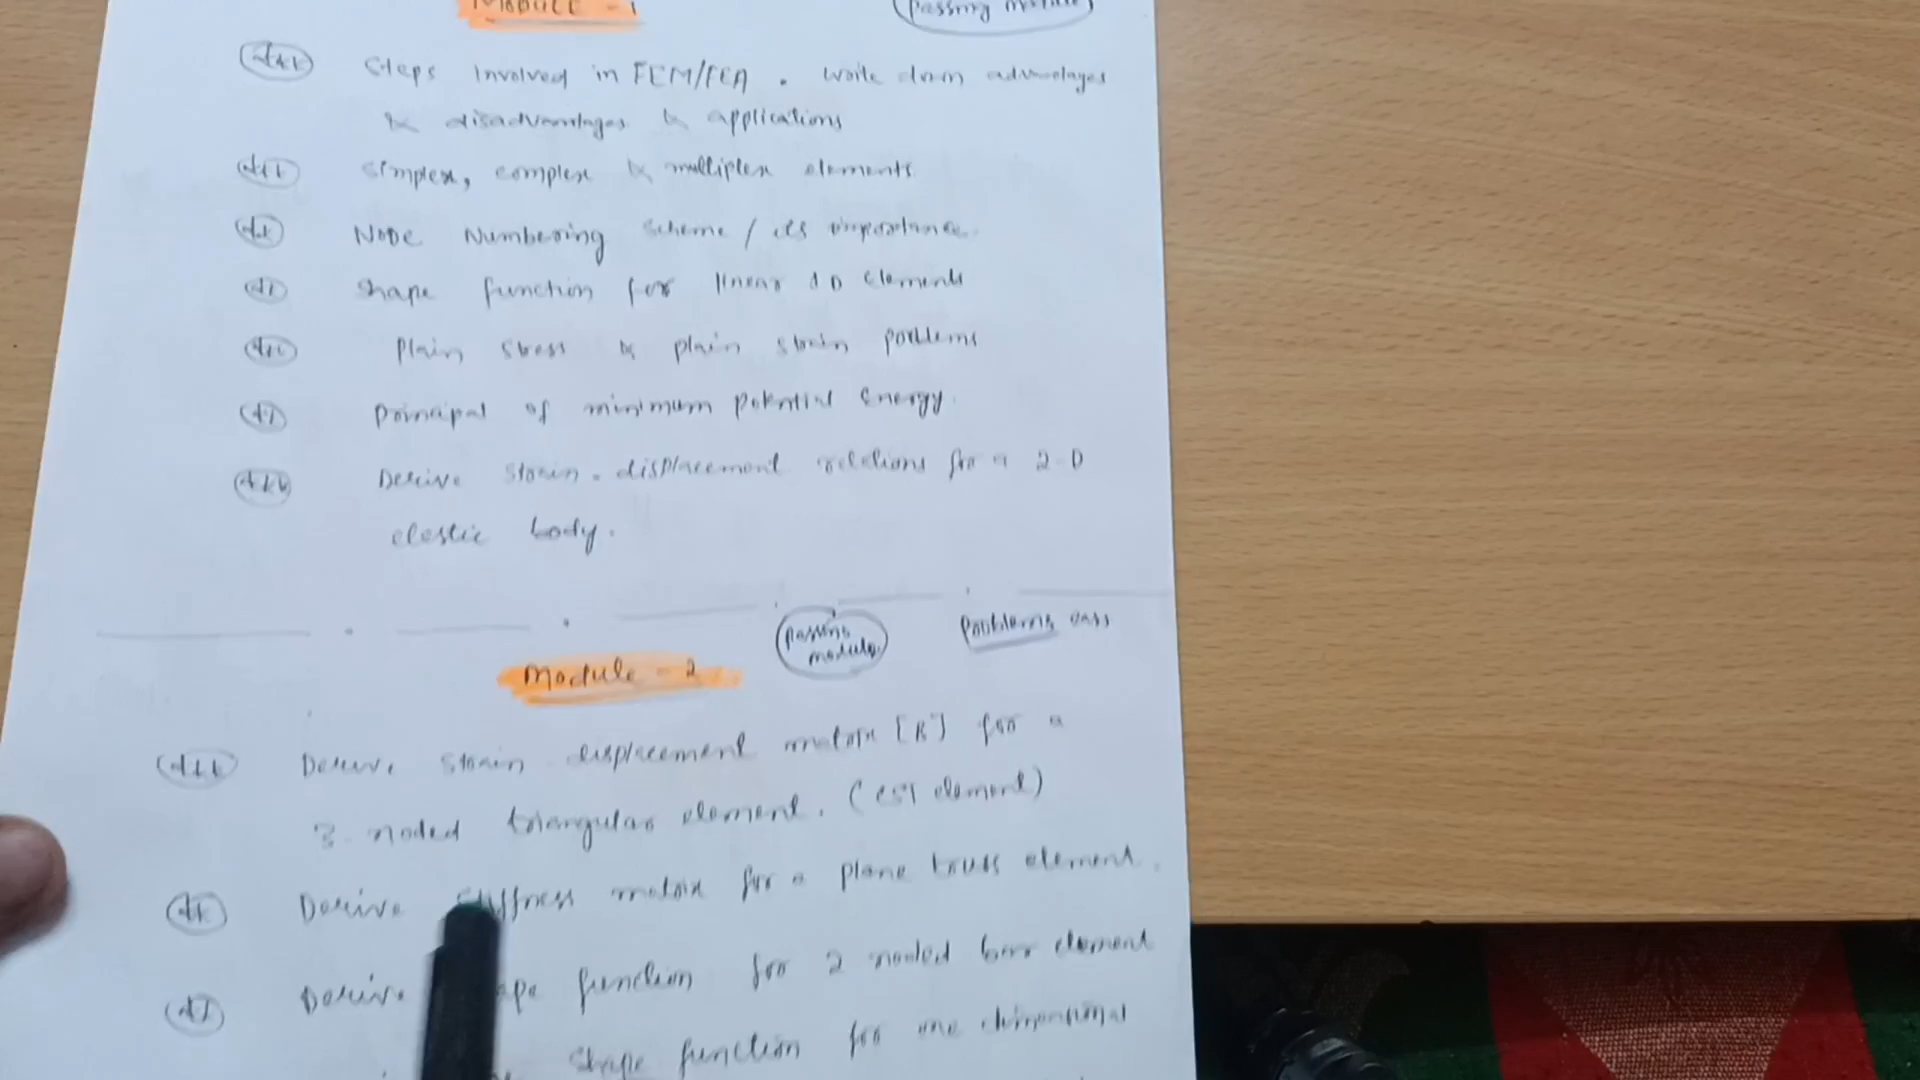 Module - 1
Passing module
Steps involved in FEM/FEA . Write down advantages
& disadvantages & applications
simplex, complex & multiplex elements
Node Numbering scheme / its importance.
Shape function for linear 1D elements
Plain stress & plain strain problems
Principal of minimum potential Energy.
Derive strain - displacement relations for a 2-D
elastic body.
Passing module
Problems
Module - 2
Derive strain displacement matrix [B] for a
3 noded triangular element. (CST element)
Derive stiffness matrix for a plane truss element.
Derive function for 2 noded bar element
Shape function for one dimensional